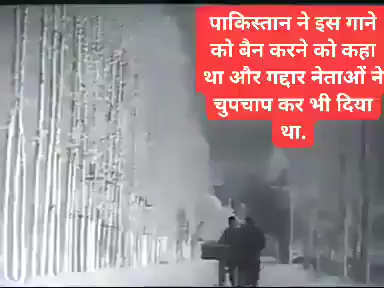 पाकिस्तान ने इस गाने
को बैन करने को कहा
था और गद्दार नेताओं ने
चुपचाप कर भी दिया
था.